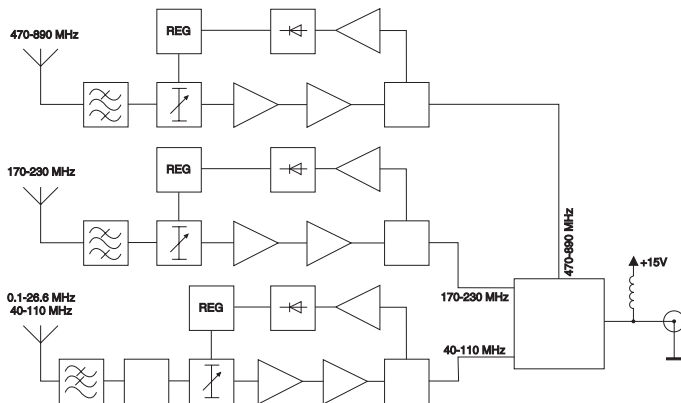 470-890 MHz
REG
170-230 MHz
REG
470-890 MHz
+15V
0.1-26.6 MHz
40-110 MHz
REG
170-230 MHz
40-110 MHz